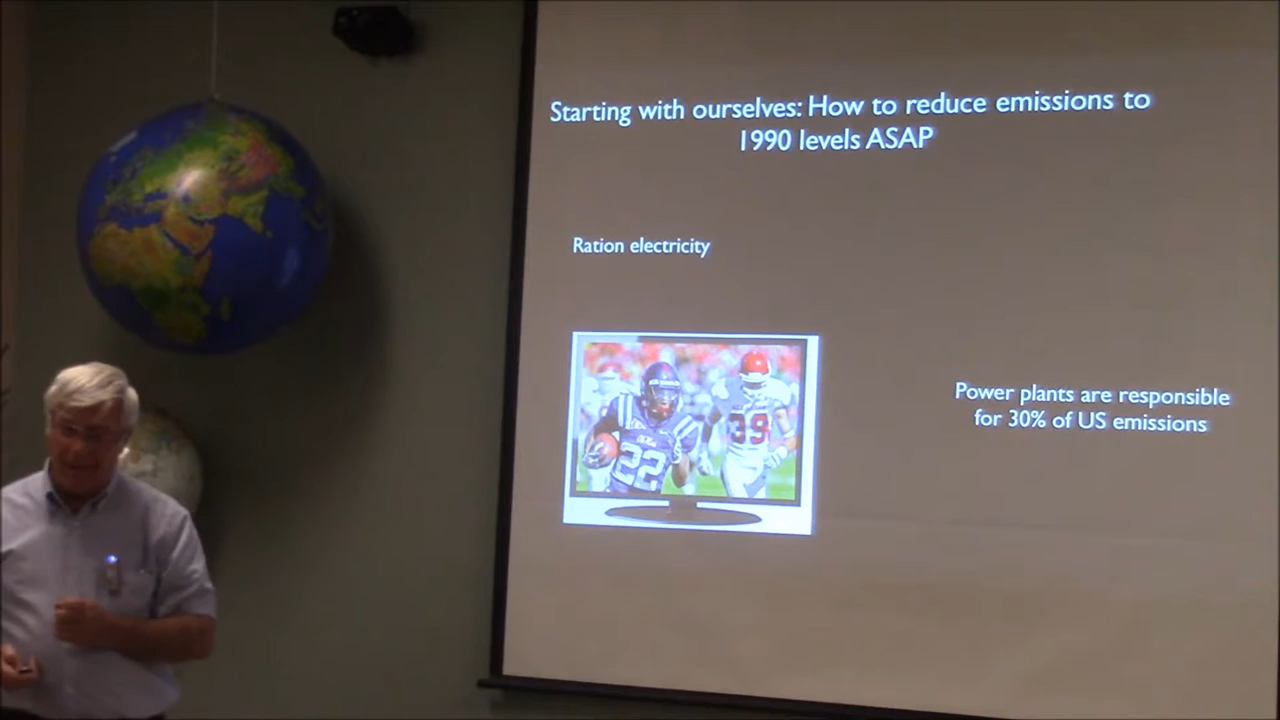 Starting with ourselves: How to reduce emissions to
1990 levels ASAP
Ration electricity
22
39
Power plants are responsible
for 30% of US emissions